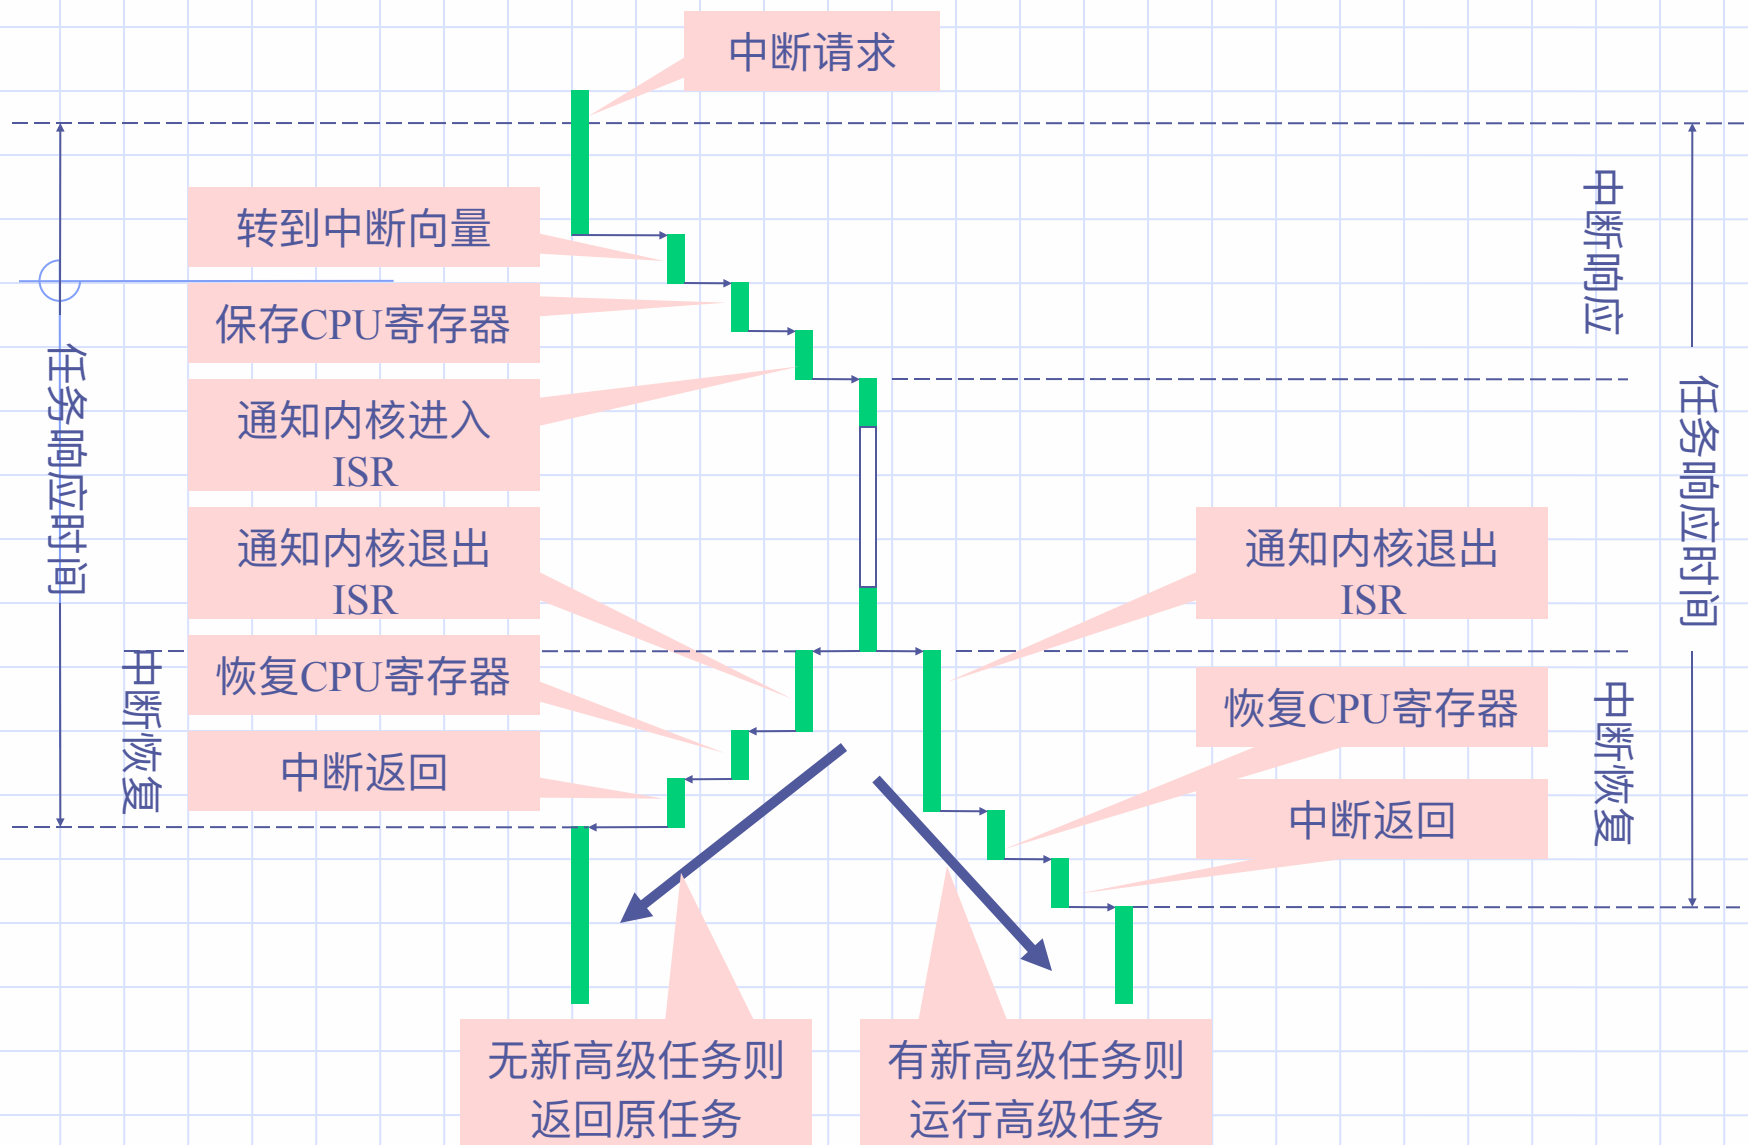 中断请求
转到中断向量
保存CPU寄存器
通知内核进入
ISR
通知内核退出
ISR
恢复CPU寄存器
中断返回
任务响应时间
中断恢复
中断响应
任务响应时间
通知内核退出
ISR
恢复CPU寄存器
中断返回
中断恢复
无新高级任务则
返回原任务
有新高级任务则
运行高级任务